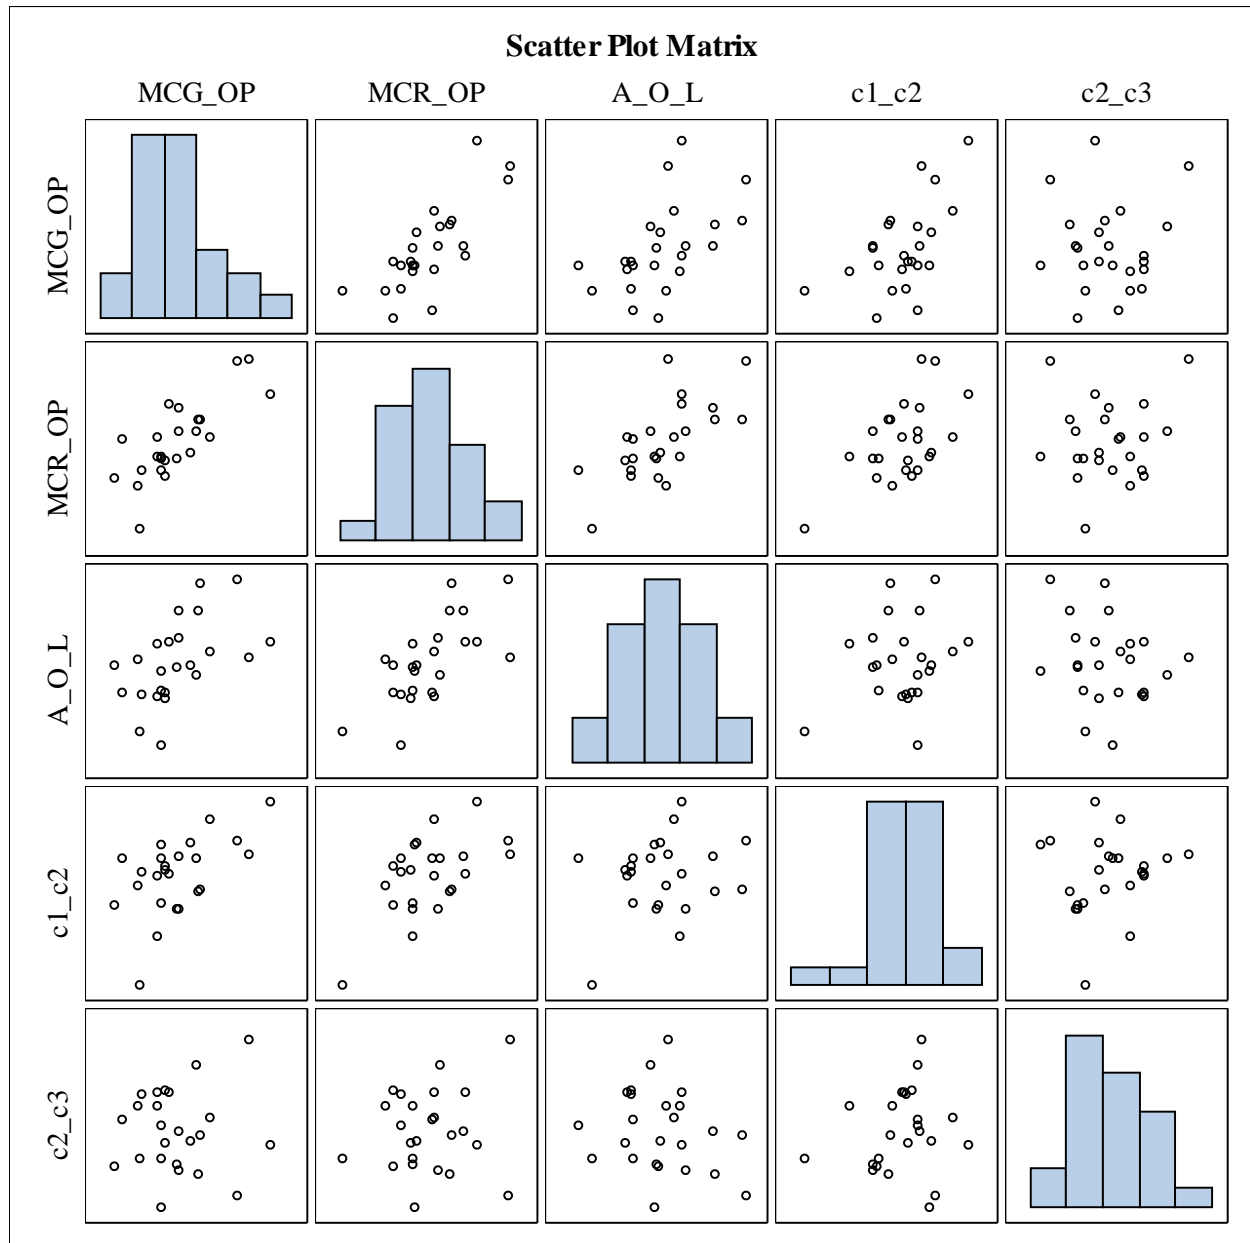 Scatter Plot Matrix
MCG_OP MCR_OP A_O_L c1_c2 c2_c3
MCG_OP
MCR_OP
A_O_L
c1_c2
c2_c3